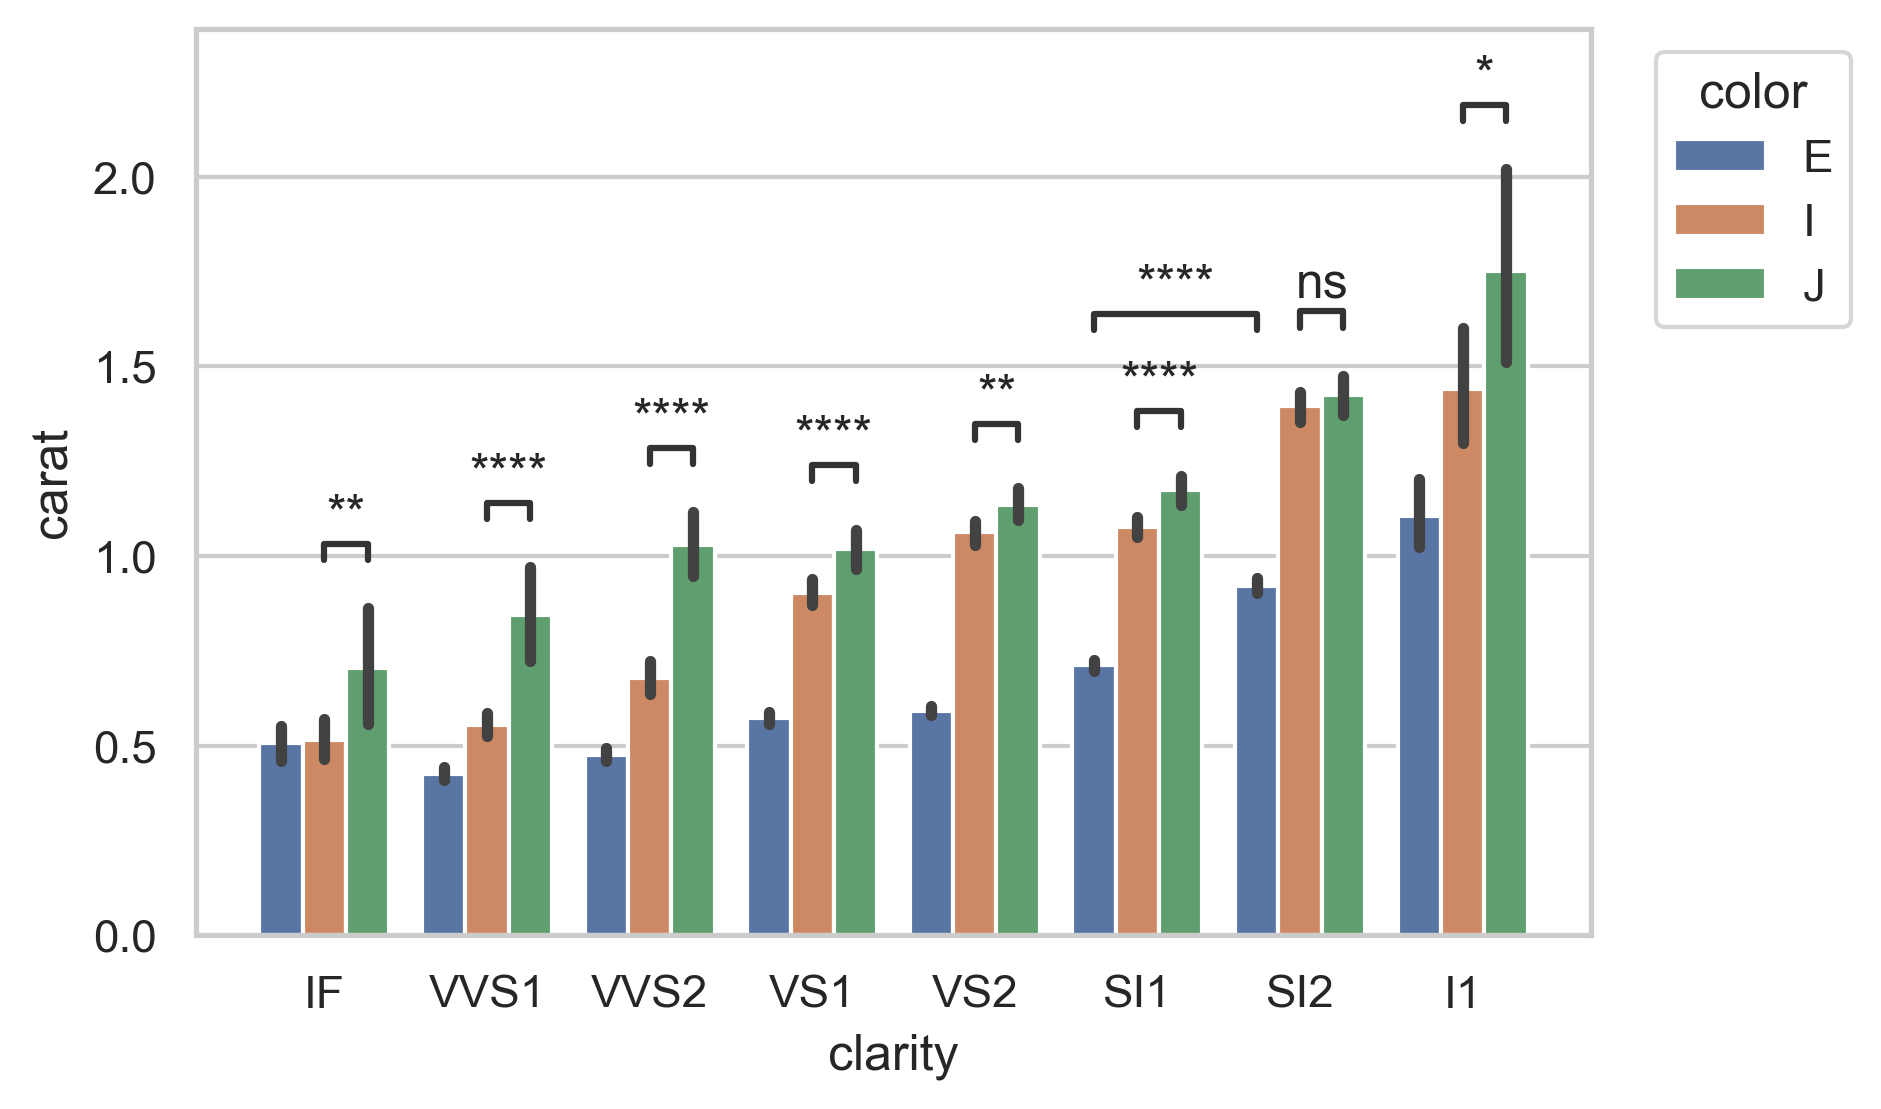 *
color
E
I
J
2.0
****
ns
1.5
****
**
****
****
****
**
1.0
0.5
0.0
carat
IF VVS1 VVS2 VS1 VS2 SI1 SI2 I1
clarity